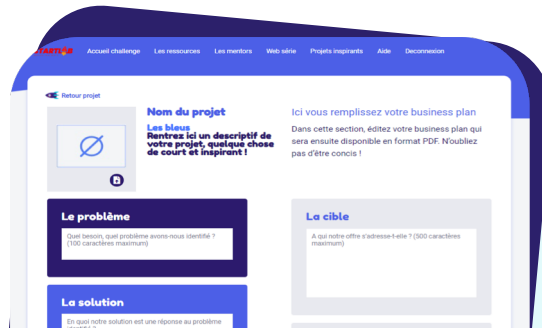 Accueil challenge Les ressources Les mentors Web série Projets inspirants Aide Deconnexion
Retour projet
Nom du projet
Les bleus
Rentrez ici un descriptif de
votre projet, quelque chose
de court et inspirant !
Ici vous remplissez votre business plan
Dans cette section, éditez votre business plan qui
sera ensuite disponible en format PDF. N'oubliez
pas d'être concis !
Le problème
Quel besoin, quel problème avons-nous identifié ?
(100 caractères maximum)
La cible
A qui notre offre s'adresse-t-elle ? (500 caractères
maximum)
La solution
En quoi notre solution est une réponse au problème
identifié ?